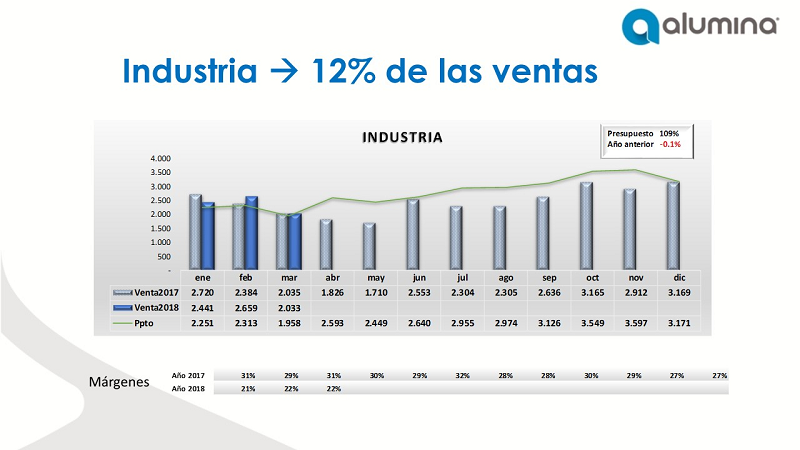 alumina
Industria → 12% de las ventas
INDUSTRIA
Presupuesto 109%
Año anterior -0.1%
4.000
3.500
3.000
2.500
2.000
1.500
1.000
500
-
ene feb mar abr may jun jul ago sep oct nov dic
Venta2017 2.720 2.384 2.035 1.826 1.710 2.553 2.304 2.305 2.636 3.165 2.912 3.169
Venta2018 2.441 2.659 2.033
Ppto 2.251 2.313 1.958 2.593 2.449 2.640 2.955 2.974 3.126 3.549 3.597 3.171
Márgenes
Año 2017 31% 29% 31% 30% 29% 32% 28% 28% 30% 29% 27% 27%
Año 2018 21% 22% 22%